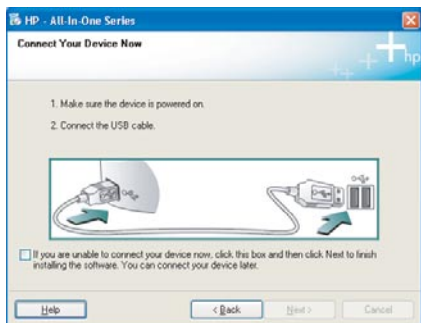 HP - All-In-One Series
Connect Your Device Now
hp
1. Make sure the device is powered on.
2. Connect the USB cable.
If you are unable to connect your device now, click this box and then click Next to finish
installing the software. You can connect your device later.
Help
< Back
Next >
Cancel